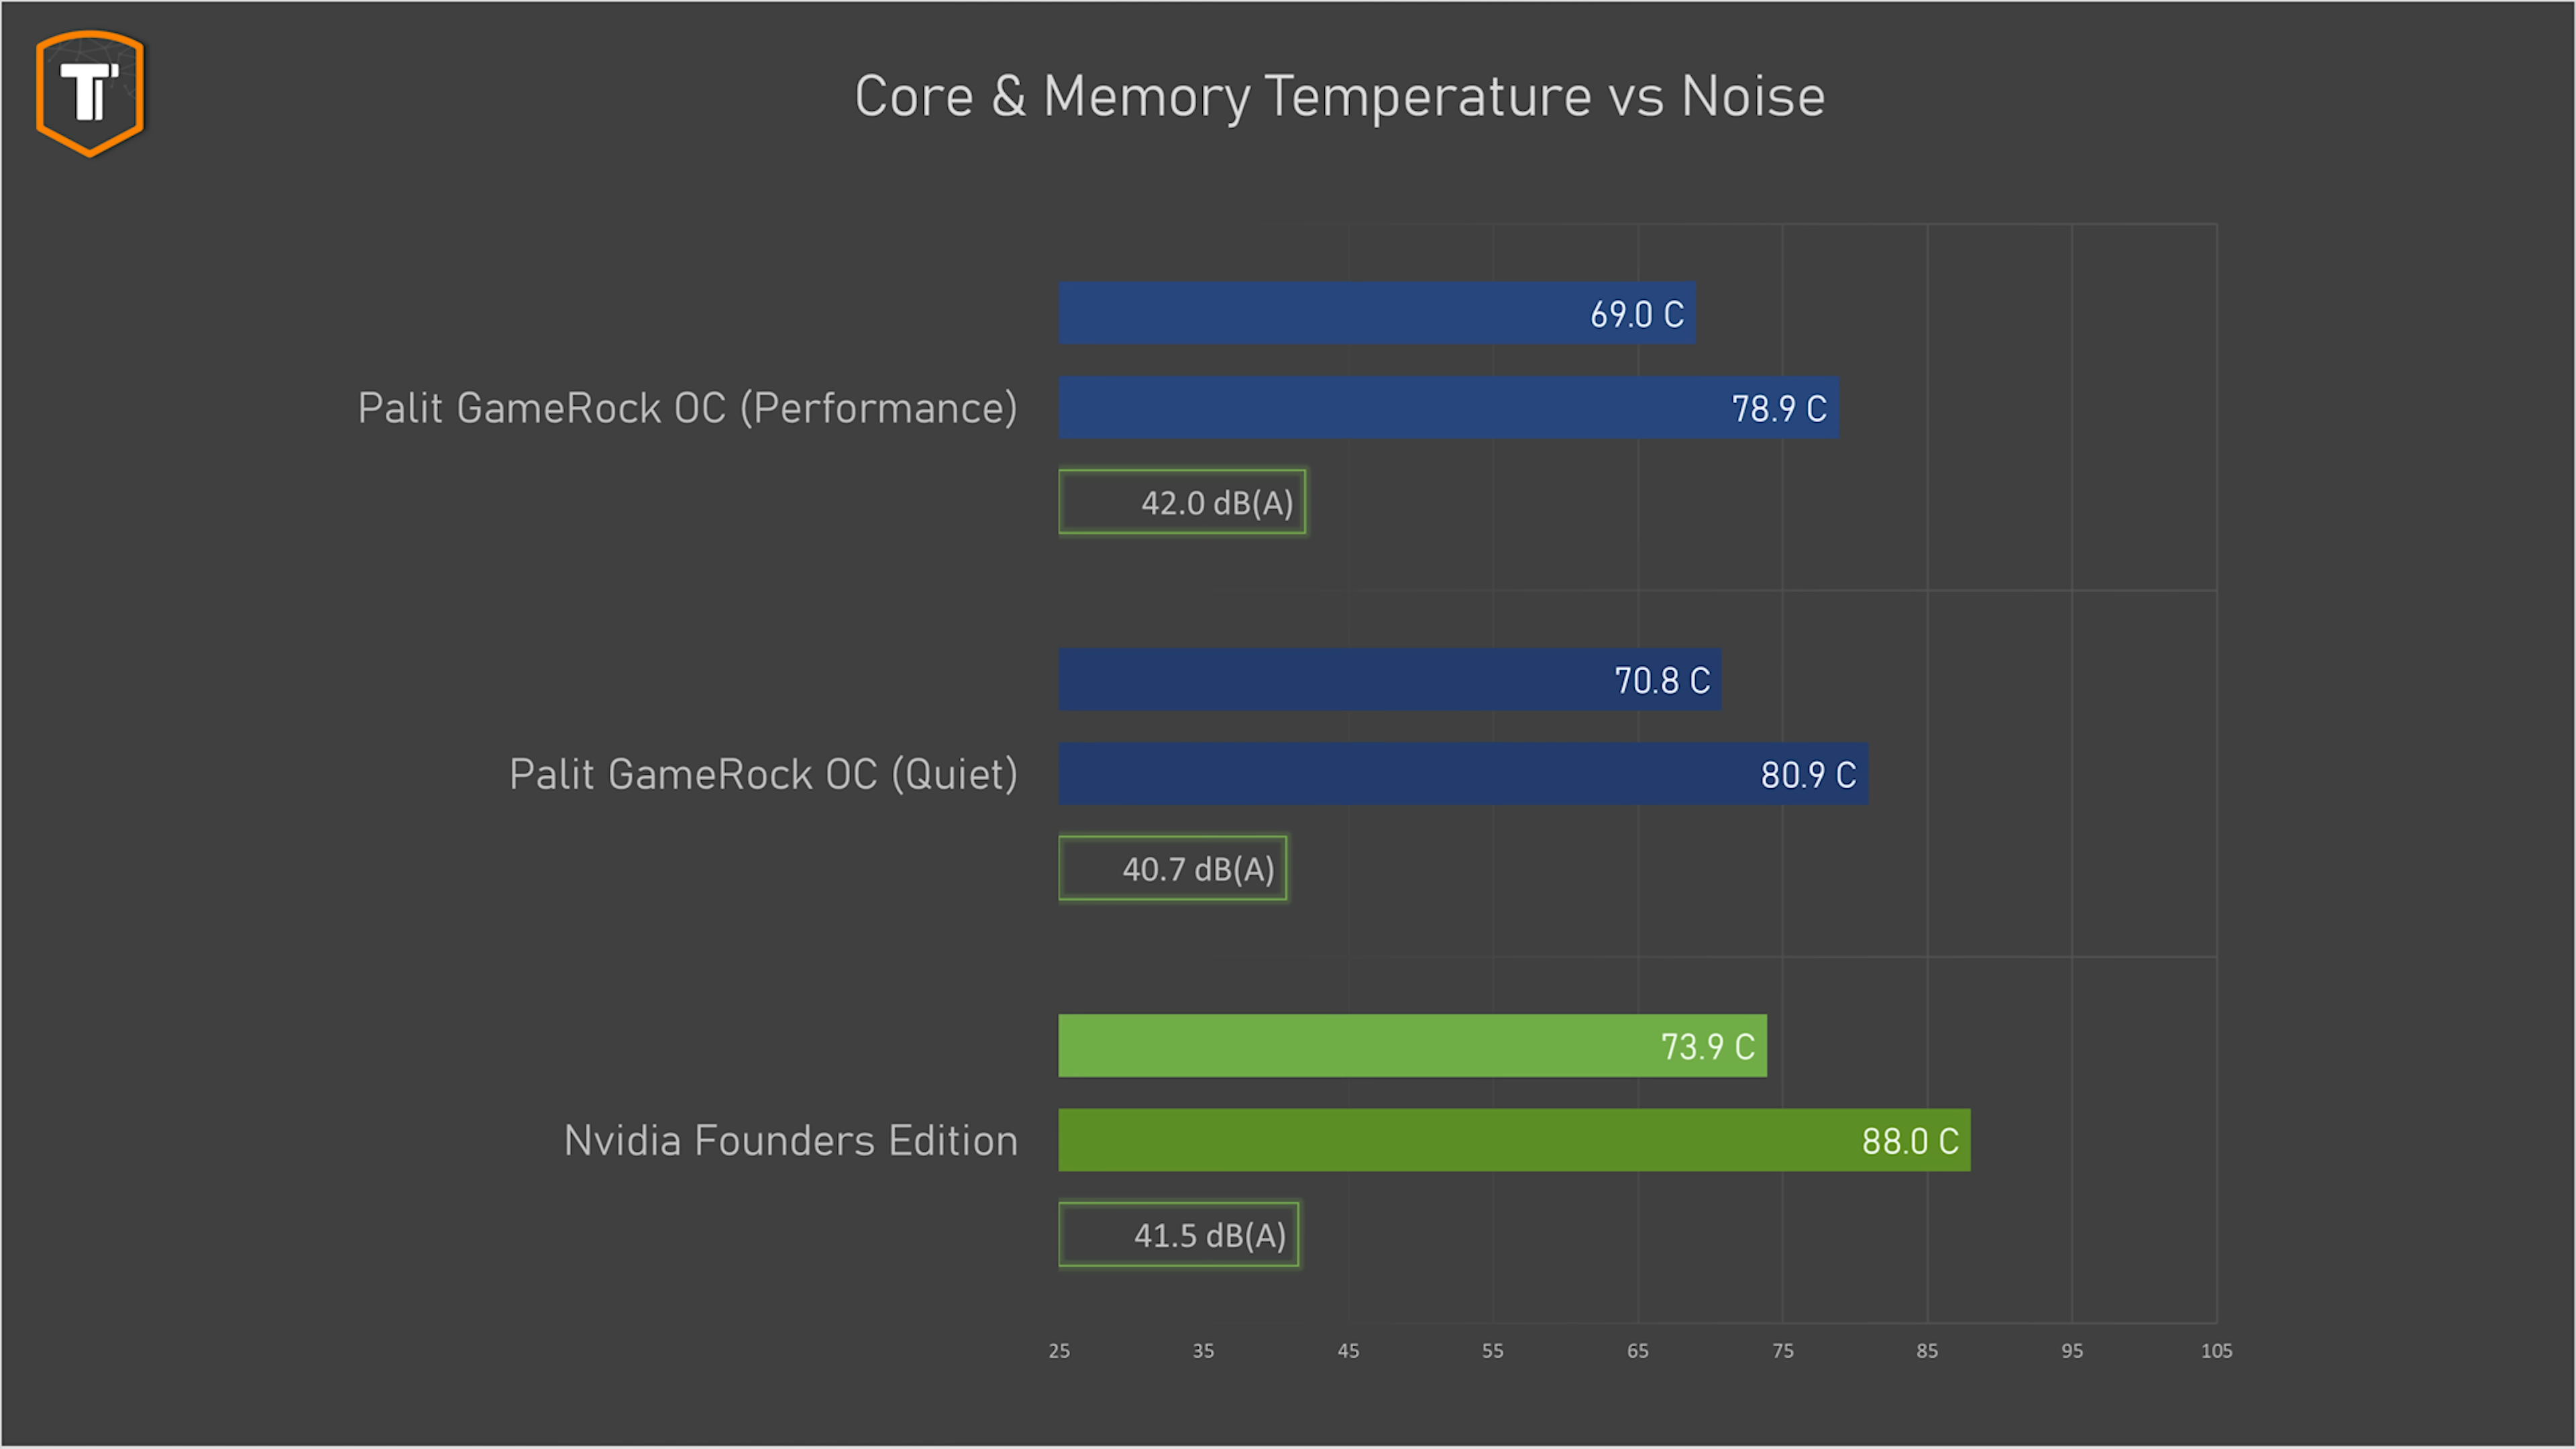 T
Core & Memory Temperature vs Noise
69.0 C
Palit GameRock OC (Performance)
78.9 C
42.0 dB(A)
70.8 C
Palit GameRock OC (Quiet)
80.9 C
40.7 dB(A)
73.9 C
Nvidia Founders Edition
88.0 C
41.5 dB(A)
25 35 45 55 65 75 85 95 105